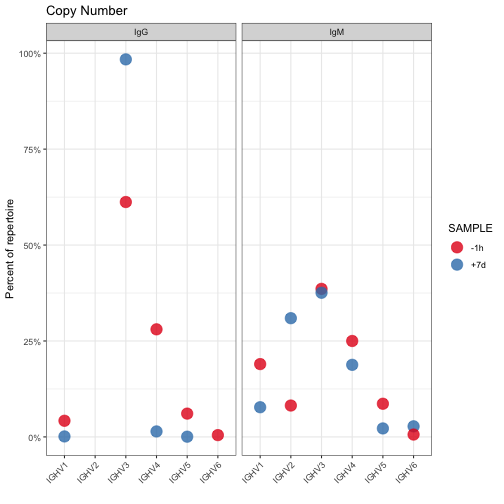 Copy Number
IgG
IgM
100%
75%
50%
25%
0%
Percent of repertoire
IGHV1
IGHV2
IGHV3
IGHV4
IGHV5
IGHV6
IGHV1
IGHV2
IGHV3
IGHV4
IGHV5
IGHV6
SAMPLE
-1h
+7d